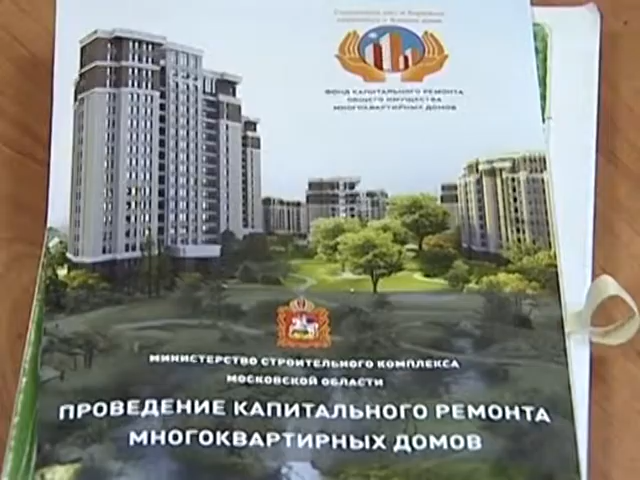 ФОНД КАПИТАЛЬНОГО РЕМОНТА
ОБЩЕГО ИМУЩЕСТВА
МНОГОКВАРТИРНЫХ ДОМОВ
МИНИСТЕРСТВО СТРОИТЕЛЬНОГО КОМПЛЕКСА
МОСКОВСКОЙ ОБЛАСТИ
ПРОВЕДЕНИЕ КАПИТАЛЬНОГО РЕМОНТА
МНОГОКВАРТИРНЫХ ДОМОВ